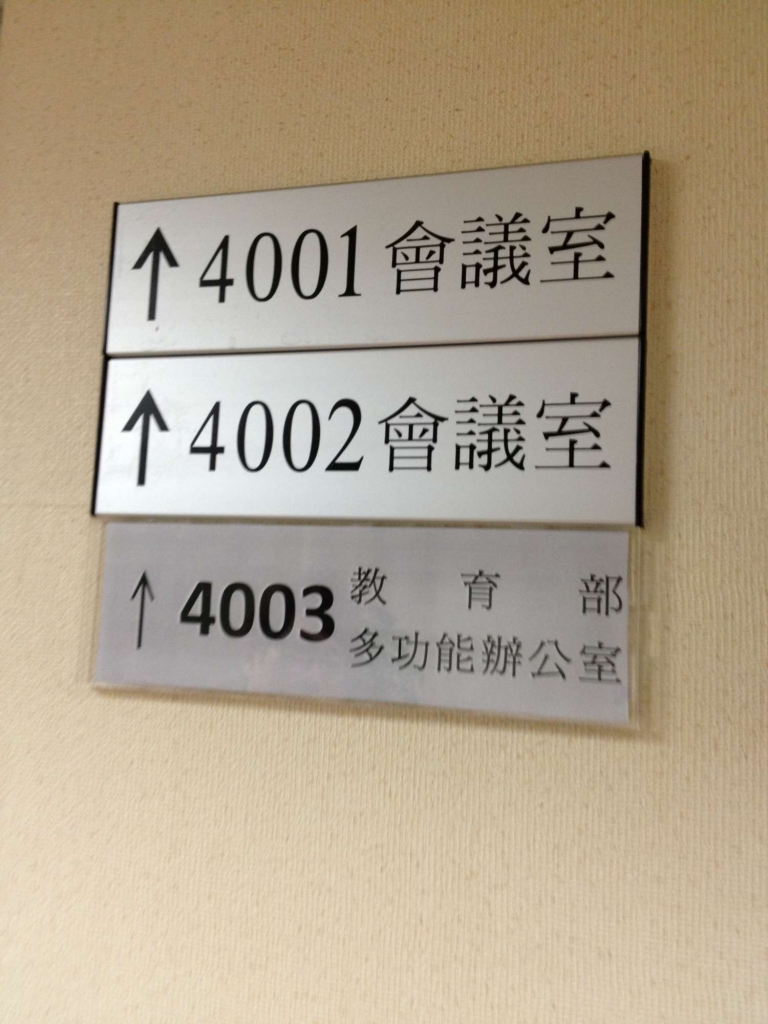 ↑ 4001 會議室
↑ 4002 會議室
↑ 4003 教育部
多功能辦公室